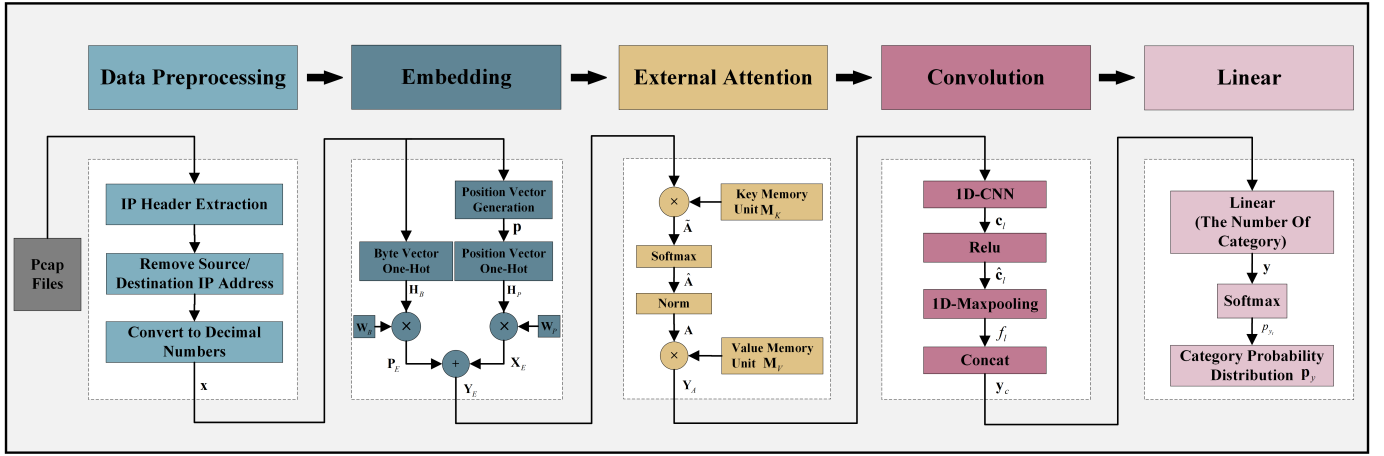 Data Preprocessing
Embedding
External Attention
Convolution
Linear
Pcap
Files
IP Header Extraction
Remove Source/
Destination IP Address
Convert to Decimal
Numbers
x
Position Vector
Generation
p
Byte Vector
One-Hot
Position Vector
One-Hot
H_B
H_P
W_B
×
×
W_P
P_E
+
X_E
Y_E
×
Key Memory
Unit M_K
Ã
Softmax
Â
Norm
A
×
Value Memory
Unit M_V
Y_A
1D-CNN
c_l
Relu
ĉ_l
1D-Maxpooling
f_l
Concat
y_c
Linear
(The Number Of
Category)
y
Softmax
Category Probability
Distribution p_y